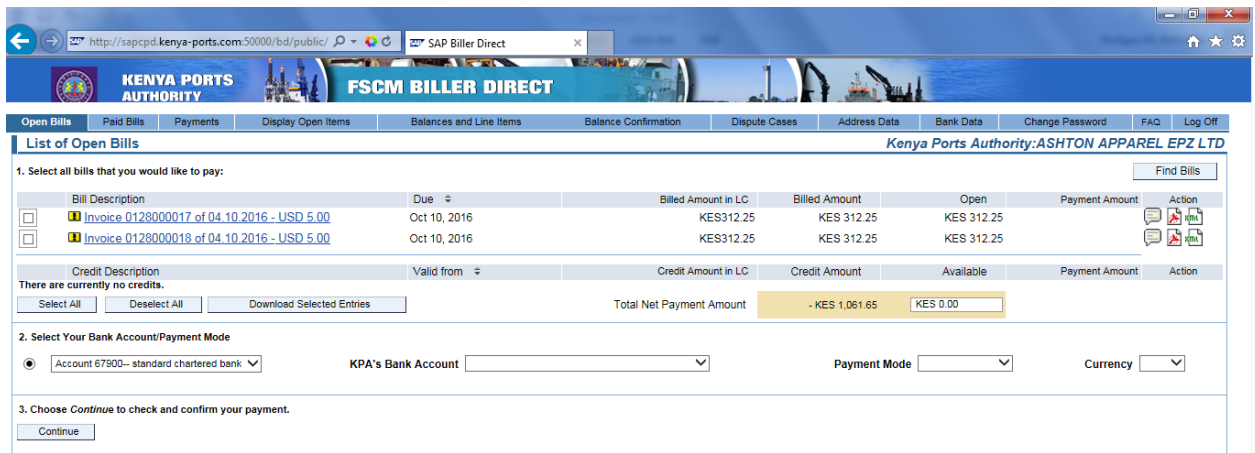 http://sapcpd.kenya-ports.com:50000/bd/public/
SAP Biller Direct
KENYA PORTS AUTHORITY
FSCM BILLER DIRECT
Open Bills Paid Bills Payments Display Open Items Balances and Line Items Balance Confirmation Dispute Cases Address Data Bank Data Change Password FAQ Log Off
List of Open Bills Kenya Ports Authority:ASHTON APPAREL EPZ LTD
1. Select all bills that you would like to pay: Find Bills
Bill Description Due Billed Amount in LC Billed Amount Open Payment Amount Action
Invoice 0128000017 of 04.10.2016 - USD 5.00 Oct 10, 2016 KES312.25 KES 312.25 KES 312.25
Invoice 0128000018 of 04.10.2016 - USD 5.00 Oct 10, 2016 KES312.25 KES 312.25 KES 312.25
Credit Description Valid from Credit Amount in LC Credit Amount Available Payment Amount Action
There are currently no credits.
Select All Deselect All Download Selected Entries Total Net Payment Amount - KES 1,061.65 KES 0.00
2. Select Your Bank Account/Payment Mode
Account 67900-- standard chartered bank KPA's Bank Account Payment Mode Currency
3. Choose Continue to check and confirm your payment.
Continue